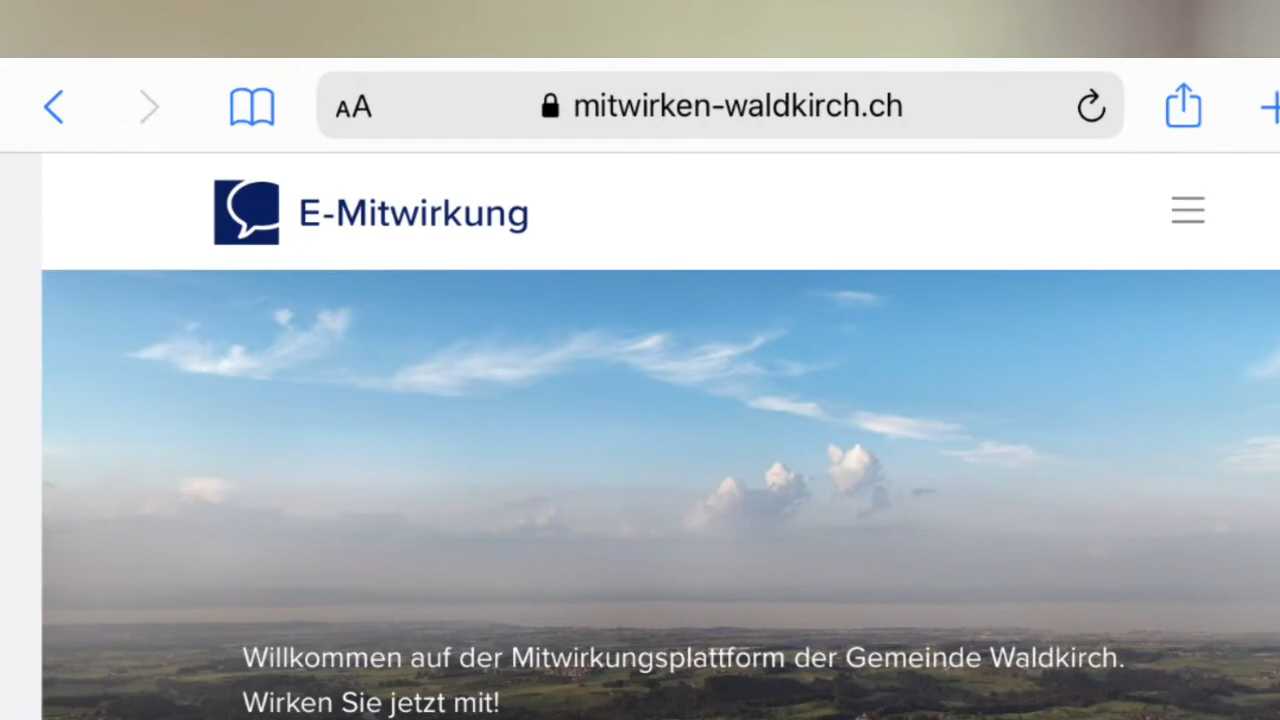 AA
mitwirken-waldkirch.ch
E-Mitwirkung
Willkommen auf der Mitwirkungsplattform der Gemeinde Waldkirch.
Wirken Sie jetzt mit!